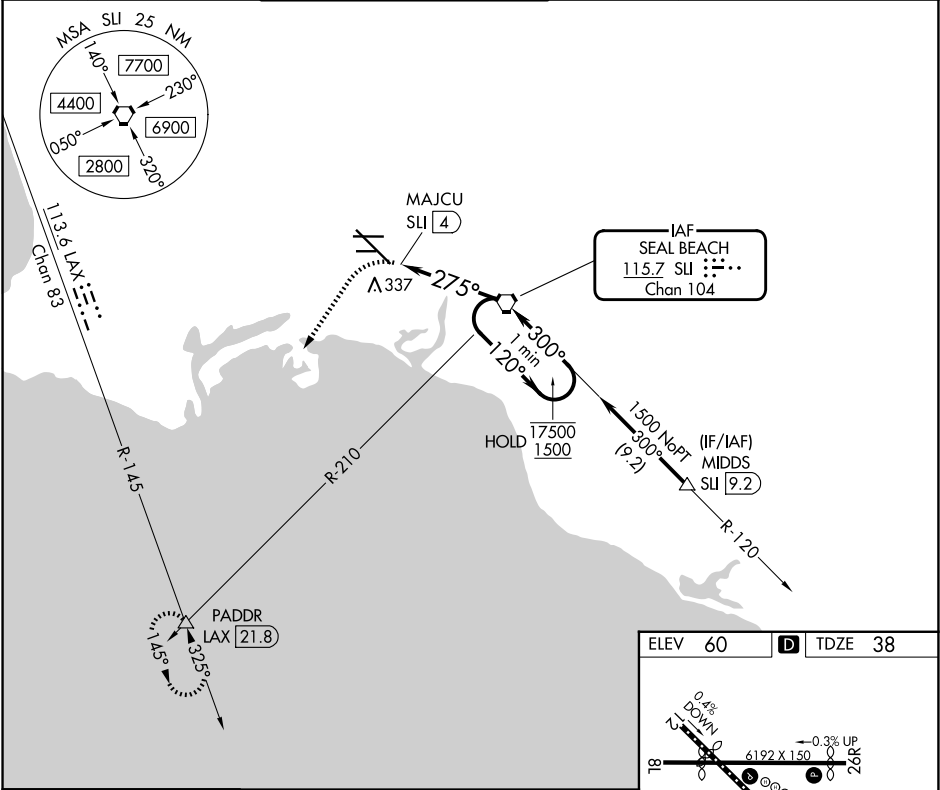 MSA SLI 25 NM
140°
7700
230°
4400
6900
050°
2800
320°
113.6 LAX
Chan 83
MAJCU
SLI 4
337
275°
IAF
SEAL BEACH
115.7 SLI
Chan 104
300°
1 min
120°
HOLD 17500
1500
1500 NoPT
300°
(9.2)
(IF/IAF)
MIDDS
SLI 9.2
R-120
R-145
R-210
PADDR
LAX 21.8
145°
325°
ELEV 60 D TDZE 38
0.4%
DOWN
12
0.3% UP
6192 X 150
8L
26R
P
P